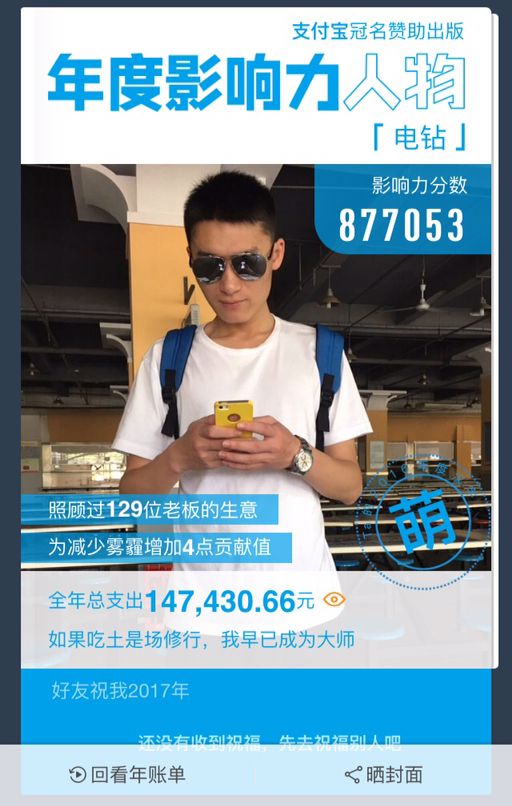 支付宝冠名赞助出版
年度影响力人物
「电钻」
影响力分数
877053
萌
照顾过129位老板的生意
为减少雾霾增加4点贡献值
全年总支出147,430.66元
如果吃土是场修行，我早已成为大师
好友祝我2017年
还没有收到祝福，先去祝福别人吧
回看年账单
晒封面